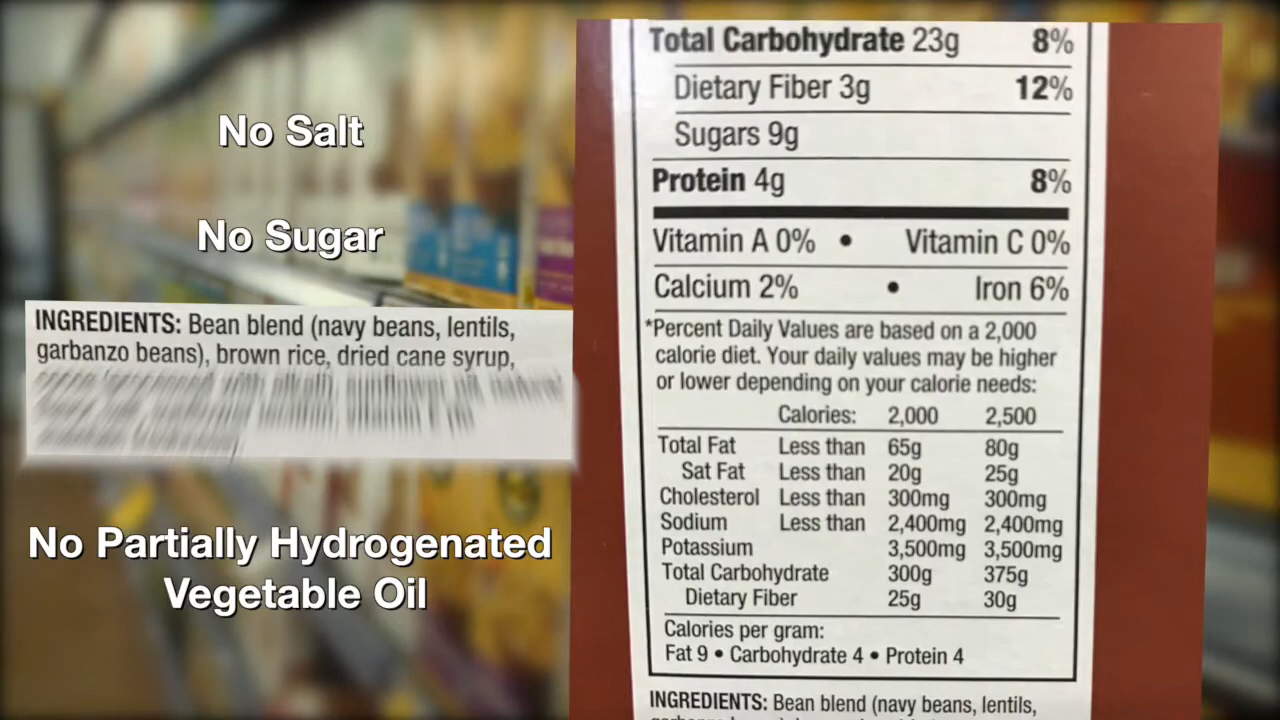 No Salt
No Sugar
INGREDIENTS: Bean blend (navy beans, lentils,
garbanzo beans), brown rice, dried cane syrup,
No Partially Hydrogenated
Vegetable Oil
Total Carbohydrate 23g 8%
Dietary Fiber 3g 12%
Sugars 9g
Protein 4g 8%
Vitamin A 0% • Vitamin C 0%
Calcium 2% • Iron 6%
*Percent Daily Values are based on a 2,000
calorie diet. Your daily values may be higher
or lower depending on your calorie needs:
Calories: 2,000 2,500
Total Fat Less than 65g 80g
Sat Fat Less than 20g 25g
Cholesterol Less than 300mg 300mg
Sodium Less than 2,400mg 2,400mg
Potassium 3,500mg 3,500mg
Total Carbohydrate 300g 375g
Dietary Fiber 25g 30g
Calories per gram:
Fat 9 • Carbohydrate 4 • Protein 4
INGREDIENTS: Bean blend (navy beans, lentils,